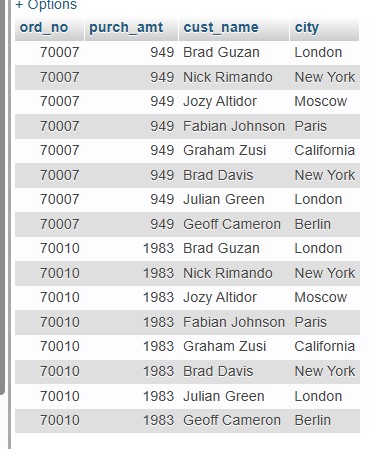 + Options
ord_no purch_amt cust_name city
70007 949 Brad Guzan London
70007 949 Nick Rimando New York
70007 949 Jozy Altidor Moscow
70007 949 Fabian Johnson Paris
70007 949 Graham Zusi California
70007 949 Brad Davis New York
70007 949 Julian Green London
70007 949 Geoff Cameron Berlin
70010 1983 Brad Guzan London
70010 1983 Nick Rimando New York
70010 1983 Jozy Altidor Moscow
70010 1983 Fabian Johnson Paris
70010 1983 Graham Zusi California
70010 1983 Brad Davis New York
70010 1983 Julian Green London
70010 1983 Geoff Cameron Berlin